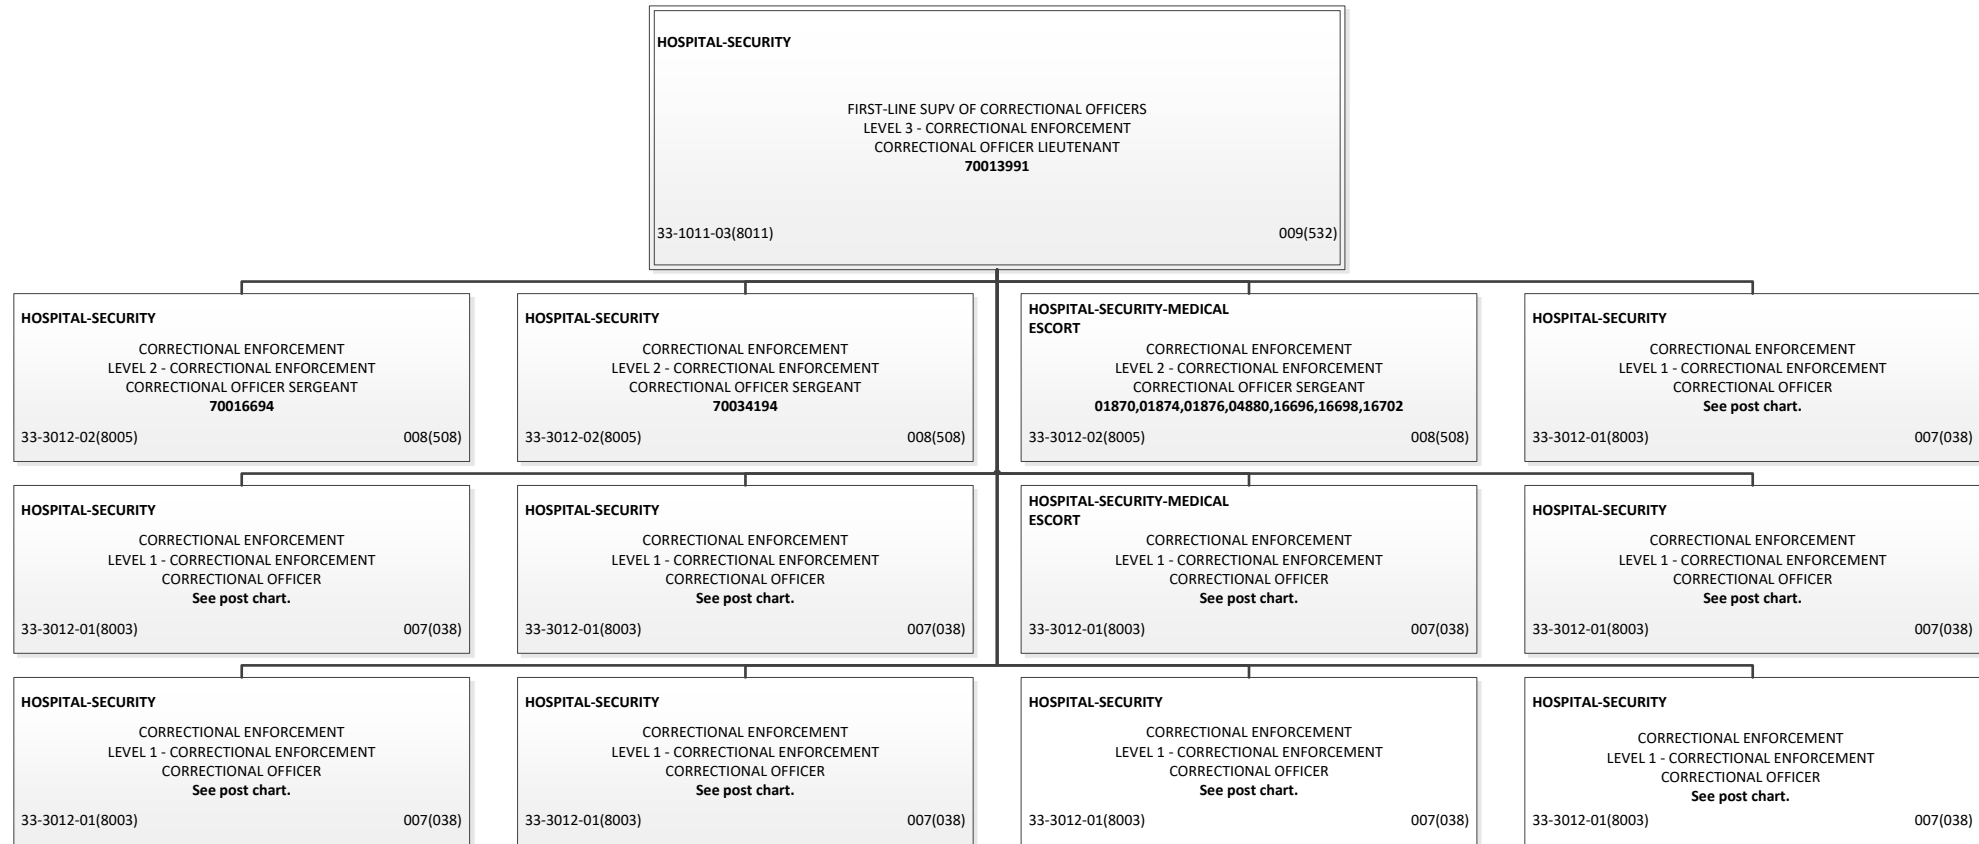 HOSPITAL-SECURITY
FIRST-LINE SUPV OF CORRECTIONAL OFFICERS
LEVEL 3 - CORRECTIONAL ENFORCEMENT
CORRECTIONAL OFFICER LIEUTENANT
70013991
33-1011-03(8011) 009(532)
HOSPITAL-SECURITY
CORRECTIONAL ENFORCEMENT
LEVEL 2 - CORRECTIONAL ENFORCEMENT
CORRECTIONAL OFFICER SERGEANT
70016694
33-3012-02(8005) 008(508)
HOSPITAL-SECURITY
CORRECTIONAL ENFORCEMENT
LEVEL 2 - CORRECTIONAL ENFORCEMENT
CORRECTIONAL OFFICER SERGEANT
70034194
33-3012-02(8005) 008(508)
HOSPITAL-SECURITY-MEDICAL
ESCORT
CORRECTIONAL ENFORCEMENT
LEVEL 2 - CORRECTIONAL ENFORCEMENT
CORRECTIONAL OFFICER SERGEANT
01870,01874,01876,04880,16696,16698,16702
33-3012-02(8005) 008(508)
HOSPITAL-SECURITY
CORRECTIONAL ENFORCEMENT
LEVEL 1 - CORRECTIONAL ENFORCEMENT
CORRECTIONAL OFFICER
See post chart.
33-3012-01(8003) 007(038)
HOSPITAL-SECURITY
CORRECTIONAL ENFORCEMENT
LEVEL 1 - CORRECTIONAL ENFORCEMENT
CORRECTIONAL OFFICER
See post chart.
33-3012-01(8003) 007(038)
HOSPITAL-SECURITY
CORRECTIONAL ENFORCEMENT
LEVEL 1 - CORRECTIONAL ENFORCEMENT
CORRECTIONAL OFFICER
See post chart.
33-3012-01(8003) 007(038)
HOSPITAL-SECURITY-MEDICAL
ESCORT
CORRECTIONAL ENFORCEMENT
LEVEL 1 - CORRECTIONAL ENFORCEMENT
CORRECTIONAL OFFICER
See post chart.
33-3012-01(8003) 007(038)
HOSPITAL-SECURITY
CORRECTIONAL ENFORCEMENT
LEVEL 1 - CORRECTIONAL ENFORCEMENT
CORRECTIONAL OFFICER
See post chart.
33-3012-01(8003) 007(038)
HOSPITAL-SECURITY
CORRECTIONAL ENFORCEMENT
LEVEL 1 - CORRECTIONAL ENFORCEMENT
CORRECTIONAL OFFICER
See post chart.
33-3012-01(8003) 007(038)
HOSPITAL-SECURITY
CORRECTIONAL ENFORCEMENT
LEVEL 1 - CORRECTIONAL ENFORCEMENT
CORRECTIONAL OFFICER
See post chart.
33-3012-01(8003) 007(038)
HOSPITAL-SECURITY
CORRECTIONAL ENFORCEMENT
LEVEL 1 - CORRECTIONAL ENFORCEMENT
CORRECTIONAL OFFICER
See post chart.
33-3012-01(8003) 007(038)
HOSPITAL-SECURITY
CORRECTIONAL ENFORCEMENT
LEVEL 1 - CORRECTIONAL ENFORCEMENT
CORRECTIONAL OFFICER
See post chart.
33-3012-01(8003) 007(038)